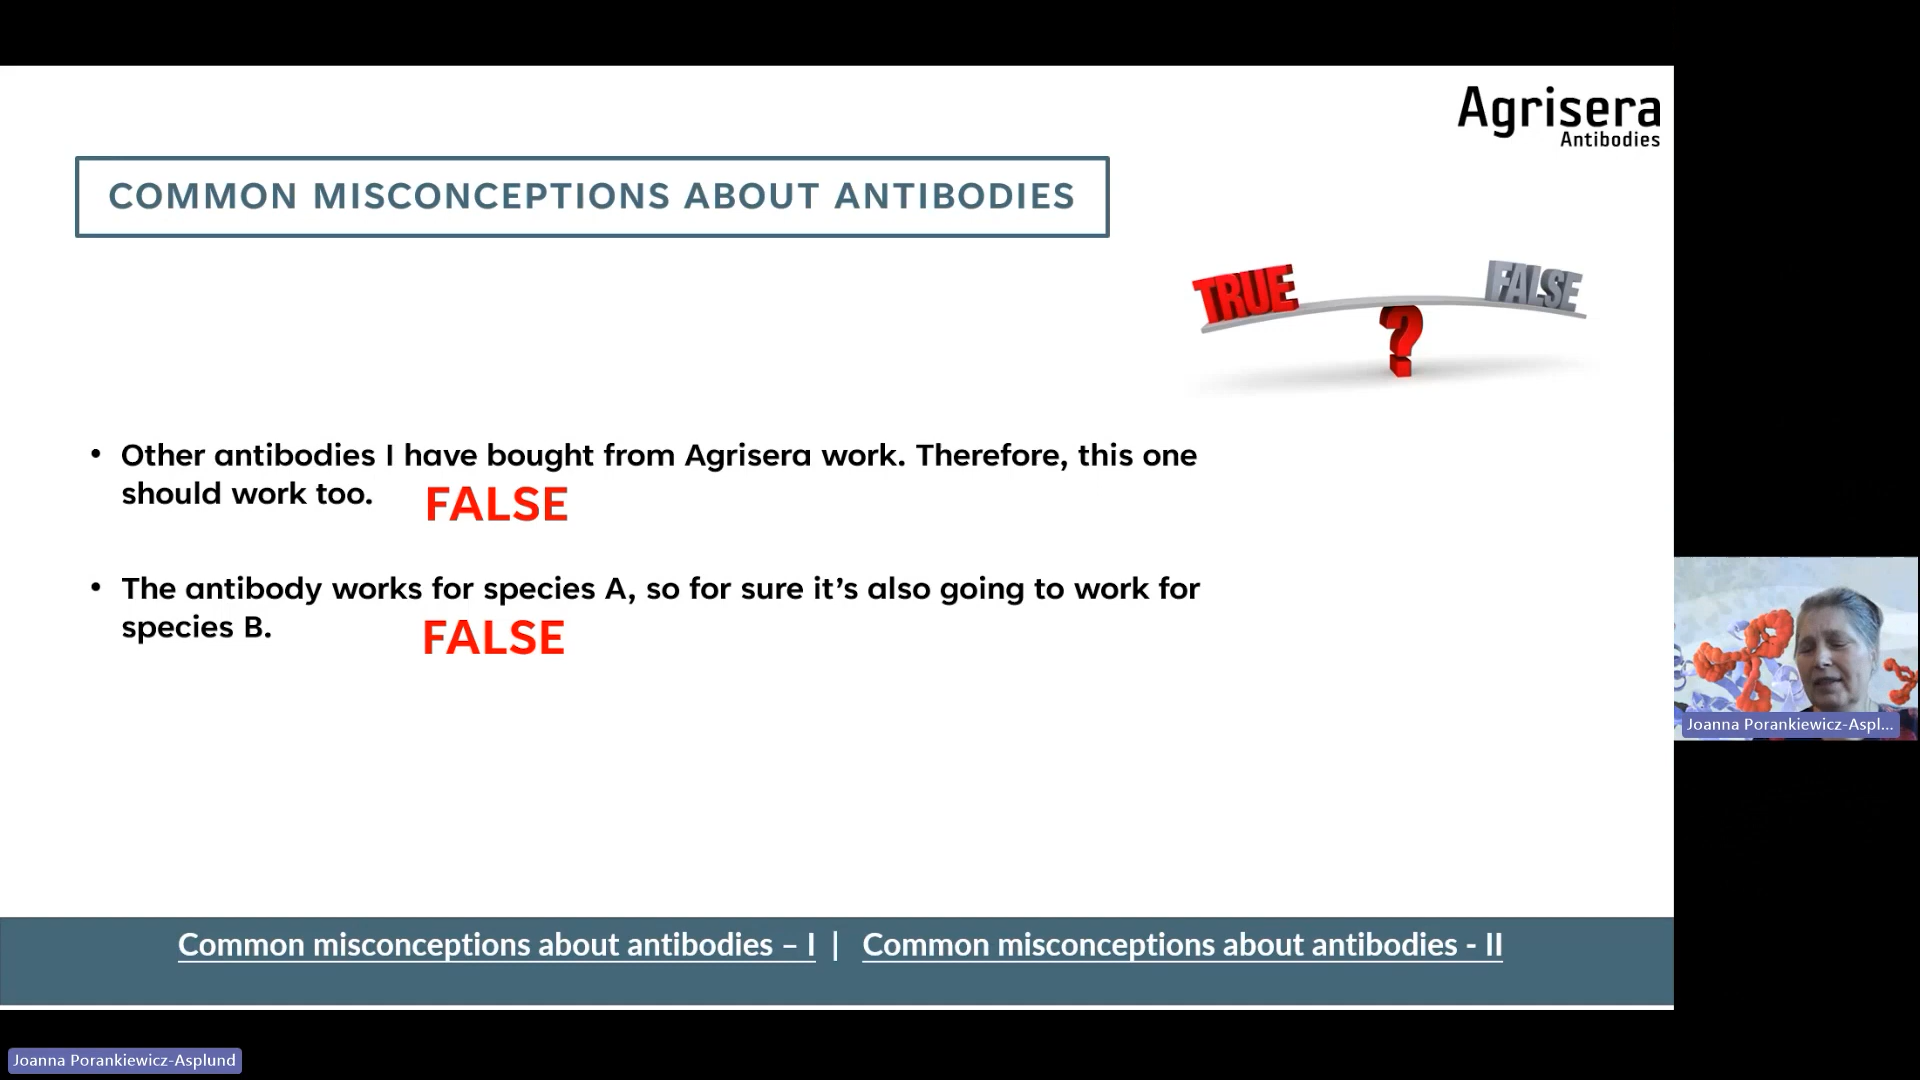 Agrisera
Antibodies
COMMON MISCONCEPTIONS ABOUT ANTIBODIES
TRUE
FALSE
?
• Other antibodies I have bought from Agrisera work. Therefore, this one
should work too.
FALSE
• The antibody works for species A, so for sure it’s also going to work for
species B.
FALSE
Joanna Porankiewicz-Aspl...
Common misconceptions about antibodies – I | Common misconceptions about antibodies - II
Joanna Porankiewicz-Asplund